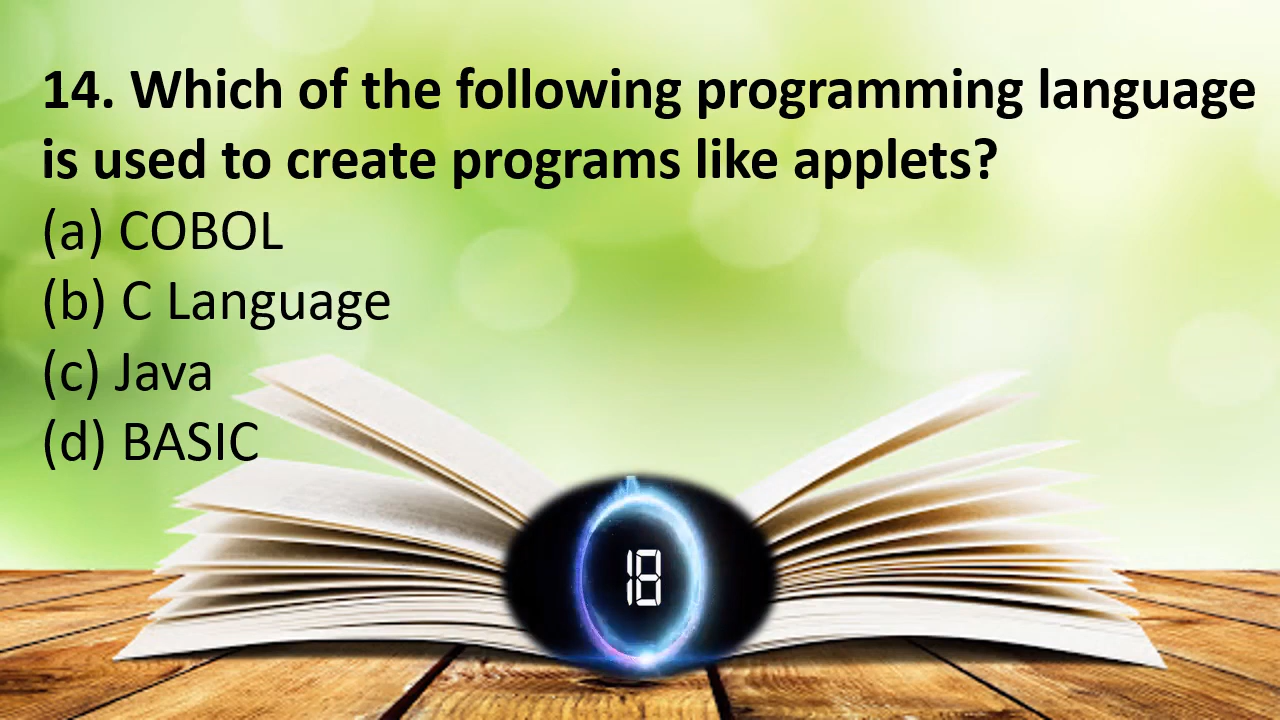 14. Which of the following programming language
is used to create programs like applets?
(a) COBOL
(b) C Language
(c) Java
(d) BASIC
18